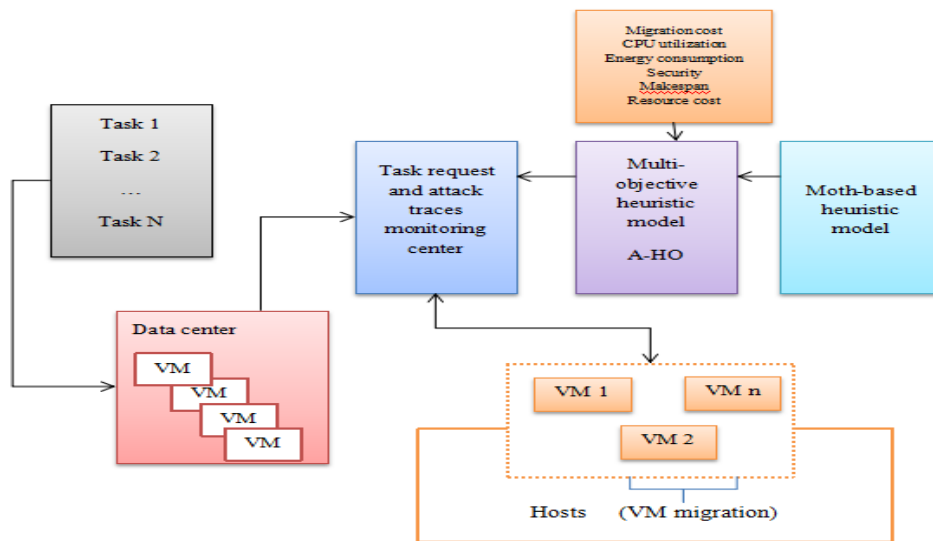 Migration cost
CPU utilization
Energy consumption
Security
Makespan
Resource cost
Task 1
Task 2
...
Task N
Task request
and attack
traces
monitoring
center
Multi-
objective
heuristic
model
A-HO
Moth-based
heuristic
model
Data center
VM
VM
VM
VM
VM 1
VM n
VM 2
Hosts (VM migration)